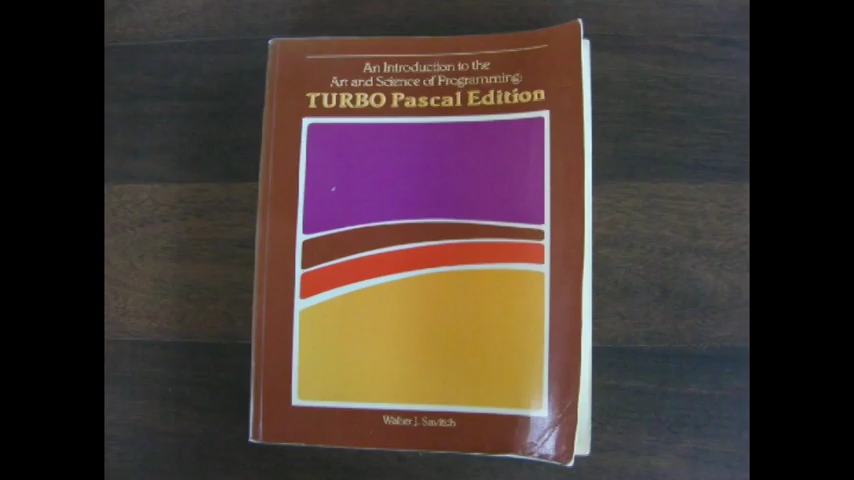 An Introduction to the
Art and Science of Programming:
TURBO Pascal Edition
Walter J. Savitch